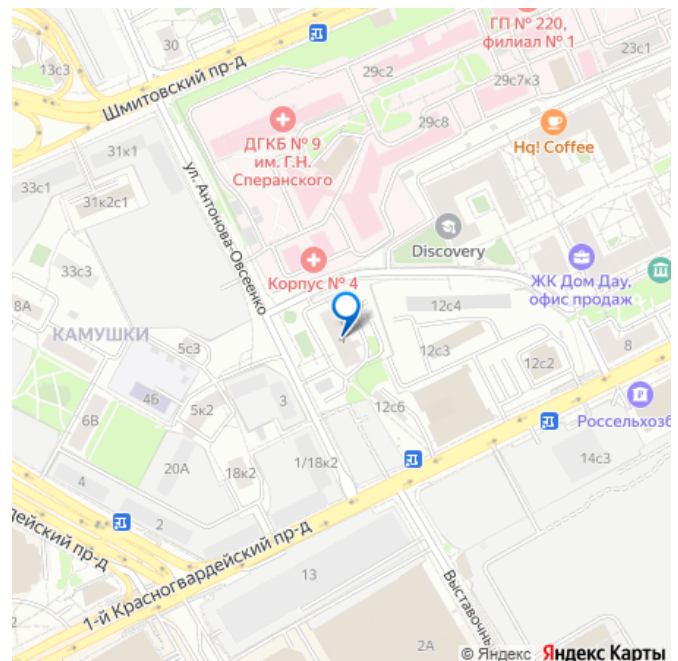 ГП № 220,
филиал № 1
30
23с1
13с3
29с2
Шмитовский пр-д
29с7к3
29с8
ДГКБ № 9
им. Г.Н.
Сперанского
Hq! Coffee
31к1
33с1
31к2с1
ул. Антонова-Овсеенко
Discovery
33с3
Корпус № 4
ЖК Дом Дау,
офис продаж
8А
12с4
КАМУШКИ
5с3
12с3
8
12с2
4Б
3
5к2
12с6
6В
Россельхозб
20А
1/18к2
18к2
14с3
4
2
дейский пр-д
1-й Красногвардейский пр-д
13
Выставочны
2А
© Яндекс Яндекс Карты